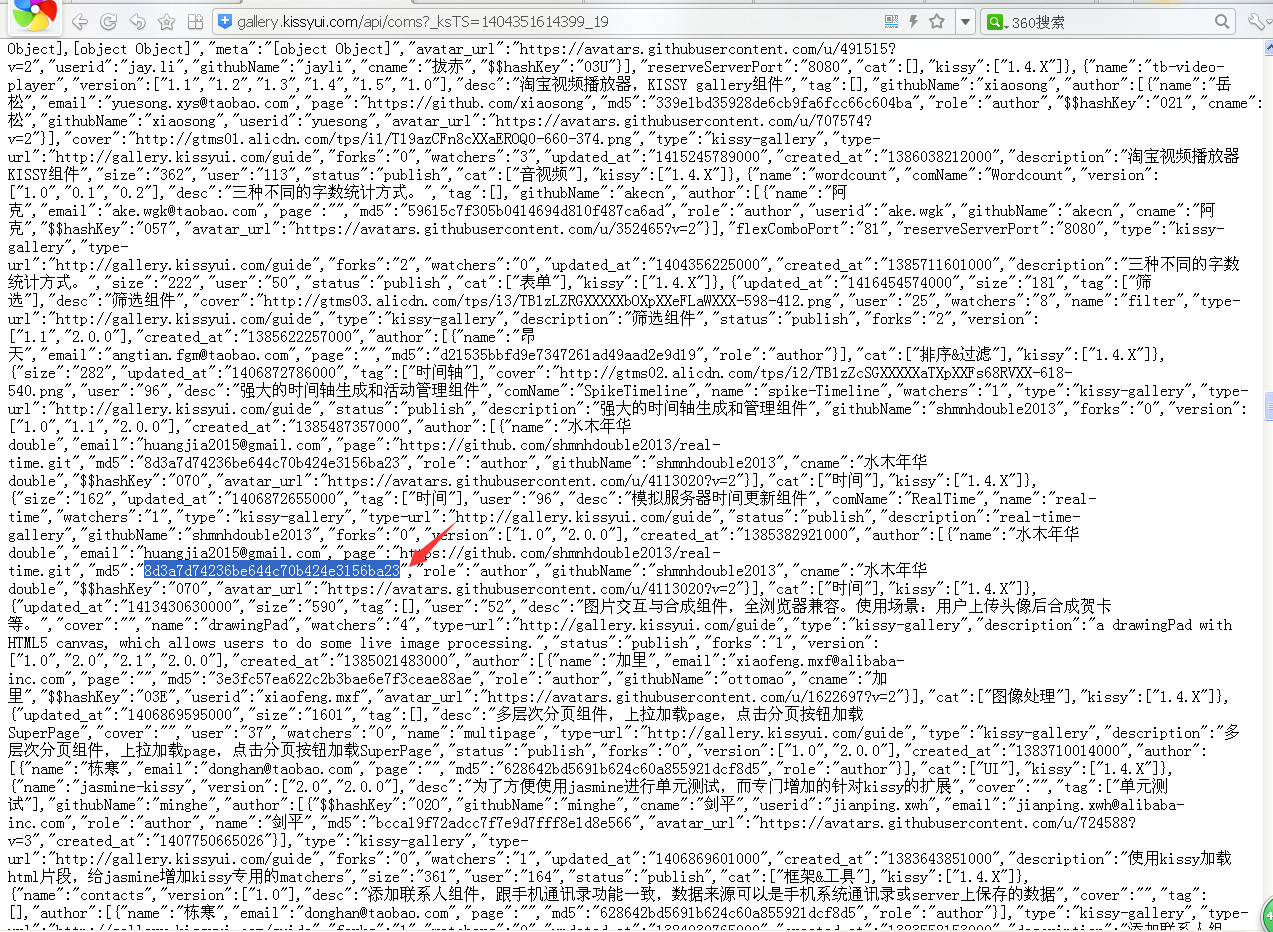 gallery.kissyui.com/api/coms?_ksTS=1404351614399_19
360搜索
Object],[object Object]","meta":"[object Object]","avatar_url":"https://avatars.githubusercontent.com/u/491515?
v=2","userid":"jay.li","githubName":"jayli","cname":"拔赤","$$hashKey":"03U"}],"reserveServerPort":"8080","cat":[],"kissy":["1.4.X"]},{"name":"tb-video-
player","version":["1.1","1.2","1.3","1.4","1.5","1.0"],"desc":"淘宝视频播放器，KISSY gallery组件","tag":[],"githubName":"xiaosong","author":[{"name":"岳
松","email":"yuesong.xys@taobao.com","page":"https://github.com/xiaosong","md5":"339e1bd35928de6cb9fa6fcc66c604ba","role":"author","$$hashKey":"021","cname":
松","githubName":"xiaosong","userid":"yuesong","avatar_url":"https://avatars.githubusercontent.com/u/707574?
v=2"}],"cover":"http://gtms01.alicdn.com/tps/i1/T19azCFn8cXXaEROQ0-660-374.png","type":"kissy-gallery","type-
url":"http://gallery.kissyui.com/guide","forks":"0","watchers":"3","updated_at":"1415245789000","created_at":"1386038212000","description":"淘宝视频播放器
KISSY组件","size":"362","user":"113","status":"publish","cat":["音视频"],"kissy":["1.4.X"]},{"name":"wordcount","comName":"Wordcount","version":
["1.0","0.1","0.2"],"desc":"三种不同的字数统计方式。","tag":[],"githubName":"akecn","author":[{"name":"阿
克","email":"ake.wgk@taobao.com","page":"","md5":"59615c7f305b0414694d810f487ca6ad","role":"author","userid":"ake.wgk","githubName":"akecn","cname":"阿
克","$$hashKey":"057","avatar_url":"https://avatars.githubusercontent.com/u/352465?v=2"}],"flexComboPort":"81","reserveServerPort":"8080","type":"kissy-
gallery","type-
url":"http://gallery.kissyui.com/guide","forks":"2","watchers":"0","updated_at":"1404356225000","created_at":"1385711601000","description":"三种不同的字数
统计方式。","size":"222","user":"50","status":"publish","cat":["表单"],"kissy":["1.4.X"]},{"updated_at":"1416454574000","size":"181","tag":["筛
选"],"desc":"筛选组件","cover":"http://gtms03.alicdn.com/tps/i3/TB1zLZRGXXXXXbOXpXXeFLaWXXX-598-412.png","user":"25","watchers":"8","name":"filter","type-
url":"http://gallery.kissyui.com/guide","type":"kissy-gallery","description":"筛选组件","status":"publish","forks":"2","version":
["1.1","2.0.0"],"created_at":"1385622257000","author":[{"name":"昂
天","email":"angtian.fgm@taobao.com","page":"","md5":"d21535bbfd9e7347261ad49aad2e9d19","role":"author"}],"cat":["排序&过滤"],"kissy":["1.4.X"]},
{"size":"282","updated_at":"1406872786000","tag":["时间轴"],"cover":"http://gtms02.alicdn.com/tps/i2/TB1zZcSGXXXXXaTXpXXFs68RVXX-618-
540.png","user":"96","desc":"强大的时间轴生成和活动管理组件","comName":"SpikeTimeline","name":"spike-Timeline","watchers":"1","type":"kissy-gallery","type-
url":"http://gallery.kissyui.com/guide","status":"publish","description":"强大的时间轴生成和管理组件","githubName":"shmnhdouble2013","forks":"0","version":
["1.0","1.1","2.0.0"],"created_at":"1385487357000","author":[{"name":"水木年华
double","email":"huangjia2015@gmail.com","page":"https://github.com/shmnhdouble2013/real-
time.git","md5":"8d3a7d74236be644c70b424e3156ba23","role":"author","githubName":"shmnhdouble2013","cname":"水木年华
double","$$hashKey":"070","avatar_url":"https://avatars.githubusercontent.com/u/4113020?v=2"}],"cat":["时间"],"kissy":["1.4.X"]},
{"size":"162","updated_at":"1406872655000","tag":["时间"],"user":"96","desc":"模拟服务器时间更新组件","comName":"RealTime","name":"real-
time","watchers":"1","type":"kissy-gallery","type-url":"http://gallery.kissyui.com/guide","status":"publish","description":"real-time-
gallery","githubName":"shmnhdouble2013","forks":"0","version":["1.0","2.0.0"],"created_at":"1385382921000","author":[{"name":"水木年华
double","email":"huangjia2015@gmail.com","page":"https://github.com/shmnhdouble2013/real-
time.git","md5":"8d3a7d74236be644c70b424e3156ba23","role":"author","githubName":"shmnhdouble2013","cname":"水木年华
double","$$hashKey":"070","avatar_url":"https://avatars.githubusercontent.com/u/4113020?v=2"}],"cat":["时间"],"kissy":["1.4.X"]},
{"updated_at":"1413430630000","size":"590","tag":[],"user":"52","desc":"图片交互与合成组件，全浏览器兼容。使用场景：用户上传头像后合成贺卡
等。","cover":"","name":"drawingPad","watchers":"4","type-url":"http://gallery.kissyui.com/guide","type":"kissy-gallery","description":"a drawingPad with
HTML5 canvas, which allows users to do some live image processing.","status":"publish","forks":"1","version":
["1.0","2.0","2.1","2.0.0"],"created_at":"1385021483000","author":[{"name":"加里","email":"xiaofeng.mxf@alibaba-
inc.com","page":"","md5":"3e3fc57ea622c2b3bae6e7f3ceae88ae","role":"author","githubName":"ottomao","cname":"加
里","$$hashKey":"03E","userid":"xiaofeng.mxf","avatar_url":"https://avatars.githubusercontent.com/u/1622697?v=2"}],"cat":["图像处理"],"kissy":["1.4.X"]},
{"updated_at":"1406869595000","size":"1601","tag":[],"desc":"多层次分页组件，上拉加载page，点击分页按钮加载
SuperPage","cover":"","user":"37","watchers":"0","name":"multipage","type-url":"http://gallery.kissyui.com/guide","type":"kissy-gallery","description":"多
层次分页组件，上拉加载page，点击分页按钮加载SuperPage","status":"publish","forks":"0","version":["1.0","2.0.0"],"created_at":"1383710014000","author":
[{"name":"栋寒","email":"donghan@taobao.com","page":"","md5":"628642bd5691b624c60a855921dcf8d5","role":"author"}],"cat":["UI"],"kissy":["1.4.X"]},
{"name":"jasmine-kissy","version":["2.0","2.0.0"],"desc":"为了方便使用jasmine进行单元测试，而专门增加的针对kissy的扩展","cover":"","tag":["单元测
试"],"githubName":"minghe","author":[{"$$hashKey":"020","githubName":"minghe","cname":"剑平","userid":"jianping.xwh","email":"jianping.xwh@alibaba-
inc.com","role":"author","name":"剑平","md5":"bcca19f72adcc7f7e9d7fff8e1d8e566","avatar_url":"https://avatars.githubusercontent.com/u/724588?
v=3","created_at":"1407750665026"}],"type":"kissy-gallery","type-
url":"http://gallery.kissyui.com/guide","forks":"0","watchers":"1","updated_at":"1406869601000","created_at":"1383643851000","description":"使用kissy加载
html片段，给jasmine增加kissy专用的matchers","size":"361","user":"164","status":"publish","cat":["框架&工具"],"kissy":["1.4.X"]},
{"name":"contacts","version":["1.0"],"desc":"添加联系人组件，跟手机通讯录功能一致，数据来源可以是手机系统通讯录或server上保存的数据","cover":"","tag":
[],"author":[{"name":"栋寒","email":"donghan@taobao.com","page":"","md5":"628642bd5691b624c60a855921dcf8d5","role":"author"}],"type":"kissy-gallery","type-